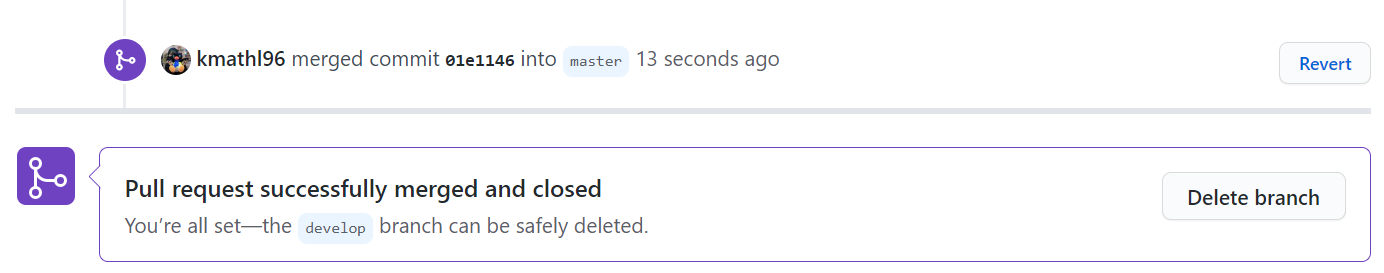 kmathl96 merged commit 01e1146 into master 13 seconds ago
Revert
Pull request successfully merged and closed
You’re all set—the develop branch can be safely deleted.
Delete branch